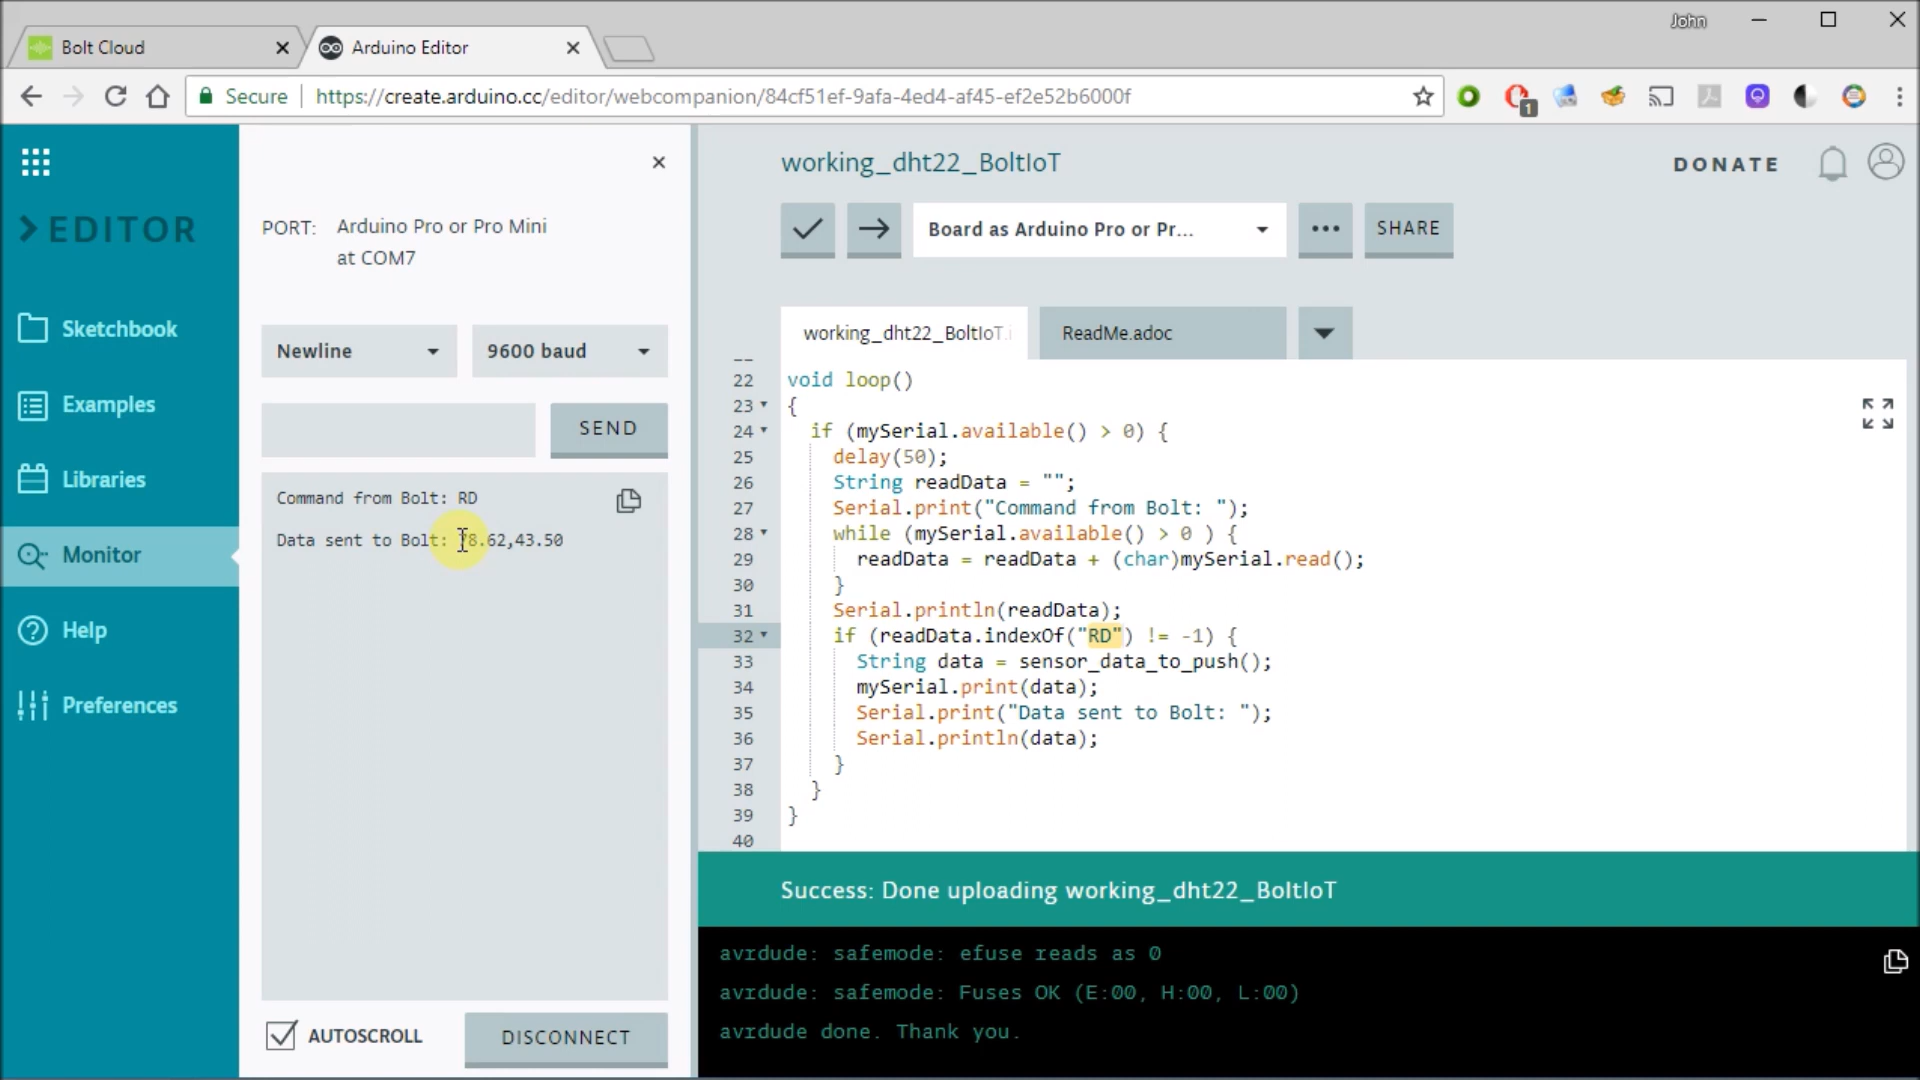 John
Bolt Cloud
Arduino Editor
Secure
https://create.arduino.cc/editor/webcompanion/84cf51ef-9afa-4ed4-af45-ef2e52b6000f
1
EDITOR
Sketchbook
Examples
Libraries
Monitor
Help
Preferences
PORT: Arduino Pro or Pro Mini
at COM7
Newline
9600 baud
SEND
Command from Bolt: RD
Data sent to Bolt: 78.62,43.50
AUTOSCROLL
DISCONNECT
working_dht22_BoltIoT
DONATE
Board as Arduino Pro or Pr...
SHARE
working_dht22_BoltIoT.i
ReadMe.adoc
22 void loop()
23 {
24 if (mySerial.available() > 0) {
25 delay(50);
26 String readData = "";
27 Serial.print("Command from Bolt: ");
28 while (mySerial.available() > 0 ) {
29 readData = readData + (char)mySerial.read();
30 }
31 Serial.println(readData);
32 if (readData.indexOf("RD") != -1) {
33 String data = sensor_data_to_push();
34 mySerial.print(data);
35 Serial.print("Data sent to Bolt: ");
36 Serial.println(data);
37 }
38 }
39 }
40
Success: Done uploading working_dht22_BoltIoT
avrdude: safemode: efuse reads as 0
avrdude: safemode: Fuses OK (E:00, H:00, L:00)
avrdude done. Thank you.